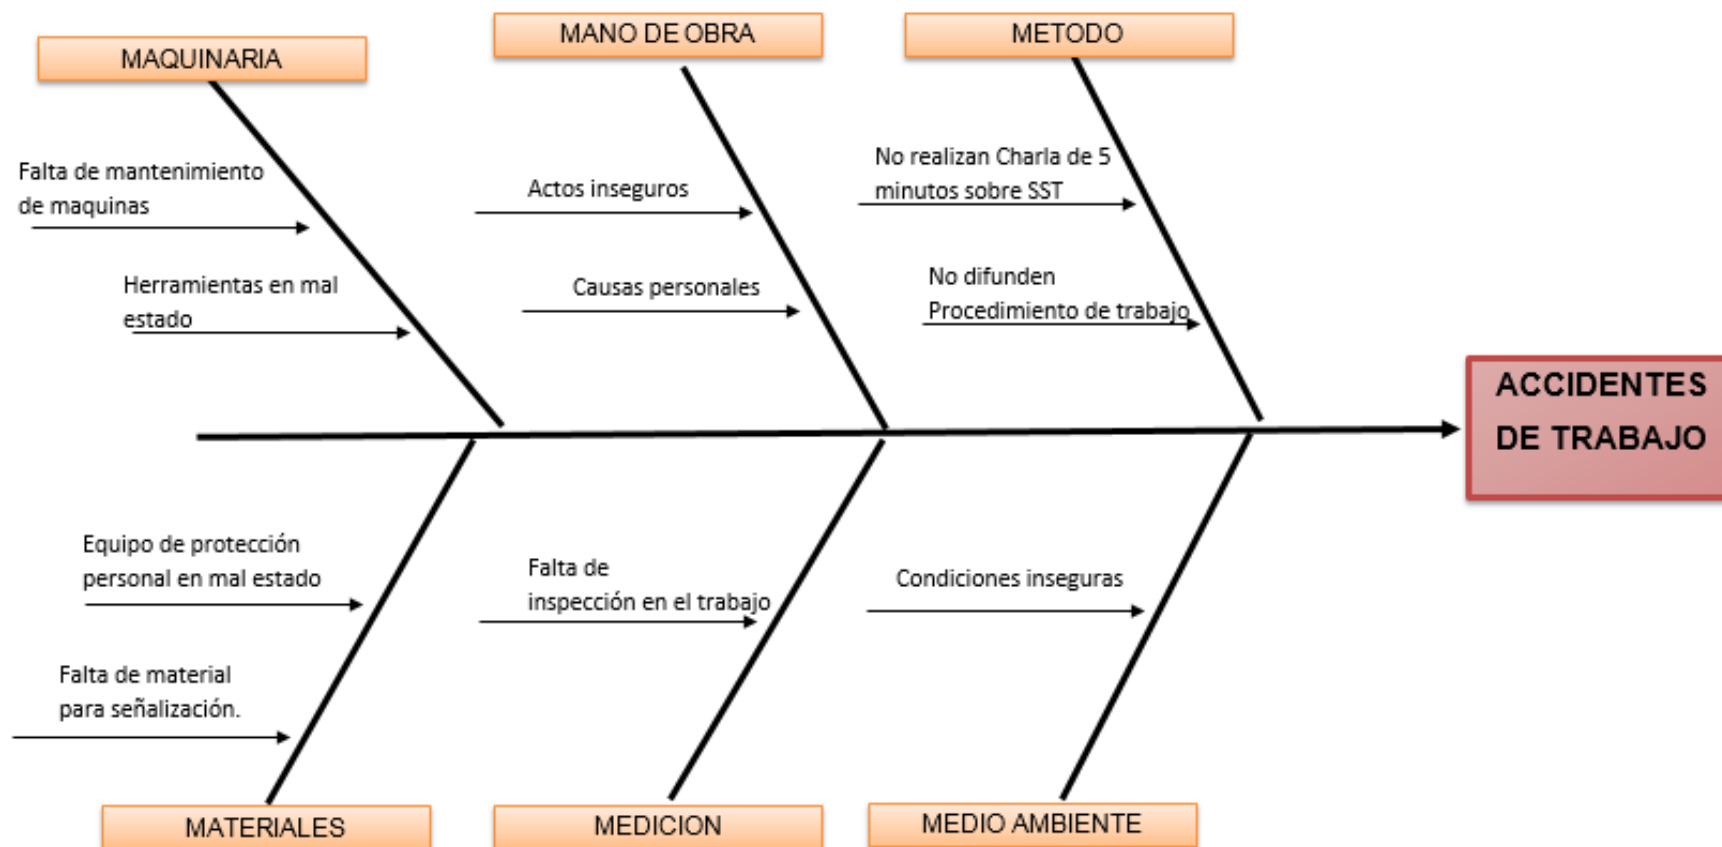 MAQUINARIA
MANO DE OBRA
METODO
Falta de mantenimiento
de maquinas
Herramientas en mal
estado
Actos inseguros
Causas personales
No realizan Charla de 5
minutos sobre SST
No difunden
Procedimiento de trabajo
ACCIDENTES
DE TRABAJO
Equipo de protección
personal en mal estado
Falta de material
para señalización.
Falta de
inspección en el trabajo
Condiciones inseguras
MATERIALES
MEDICION
MEDIO AMBIENTE